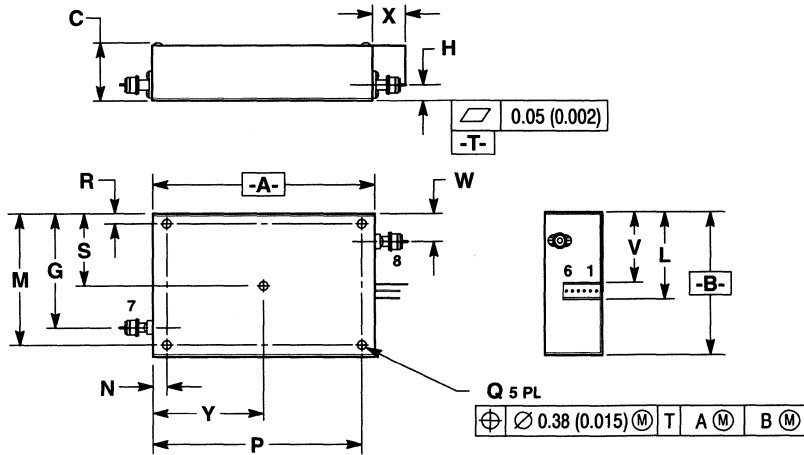 C
X
H
⏥ 0.05 (0.002)
-T-
R
-A-
W
M
G
S
8
7
V
L
-B-
6 1
N
Y
P
Q 5 PL
⌖ ∅ 0.38 (0.015) Ⓜ T A Ⓜ B Ⓜ